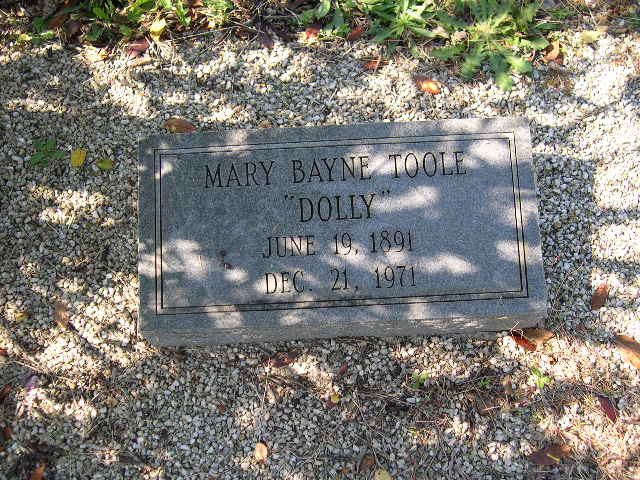 MARY BAYNE TOOLE
"DOLLY"
JUNE 19, 1891
DEC. 21, 1971